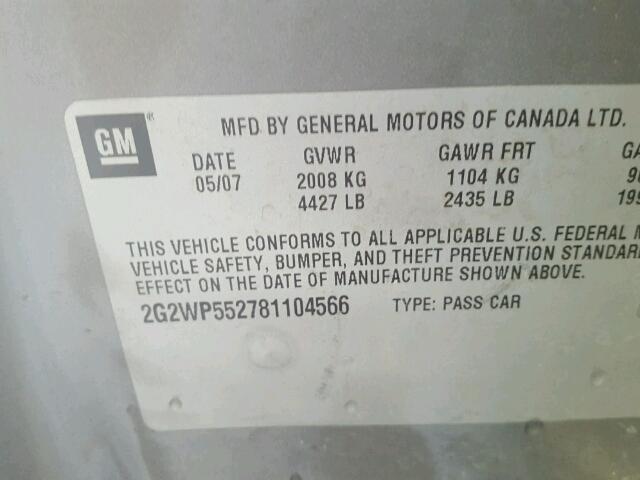 GM
MFD BY GENERAL MOTORS OF CANADA LTD.
DATE GVWR GAWR FRT
05/07 2008 KG 1104 KG
4427 LB 2435 LB
THIS VEHICLE CONFORMS TO ALL APPLICABLE U.S. FEDERAL
VEHICLE SAFETY, BUMPER, AND THEFT PREVENTION STANDAR
EFFECT ON THE DATE OF MANUFACTURE SHOWN ABOVE.
2G2WP552781104566 TYPE: PASS CAR